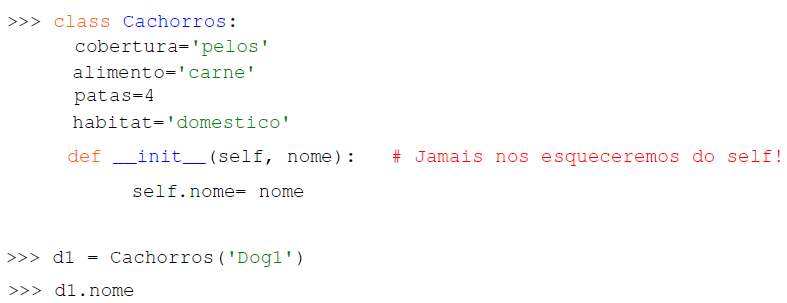 >>> class Cachorros:
cobertura='pelos'
alimento='carne'
patas=4
habitat='domestico'
def __init__(self, nome): # Jamais nos esqueceremos do self!
self.nome= nome
>>> d1 = Cachorros('Dog1')
>>> d1.nome